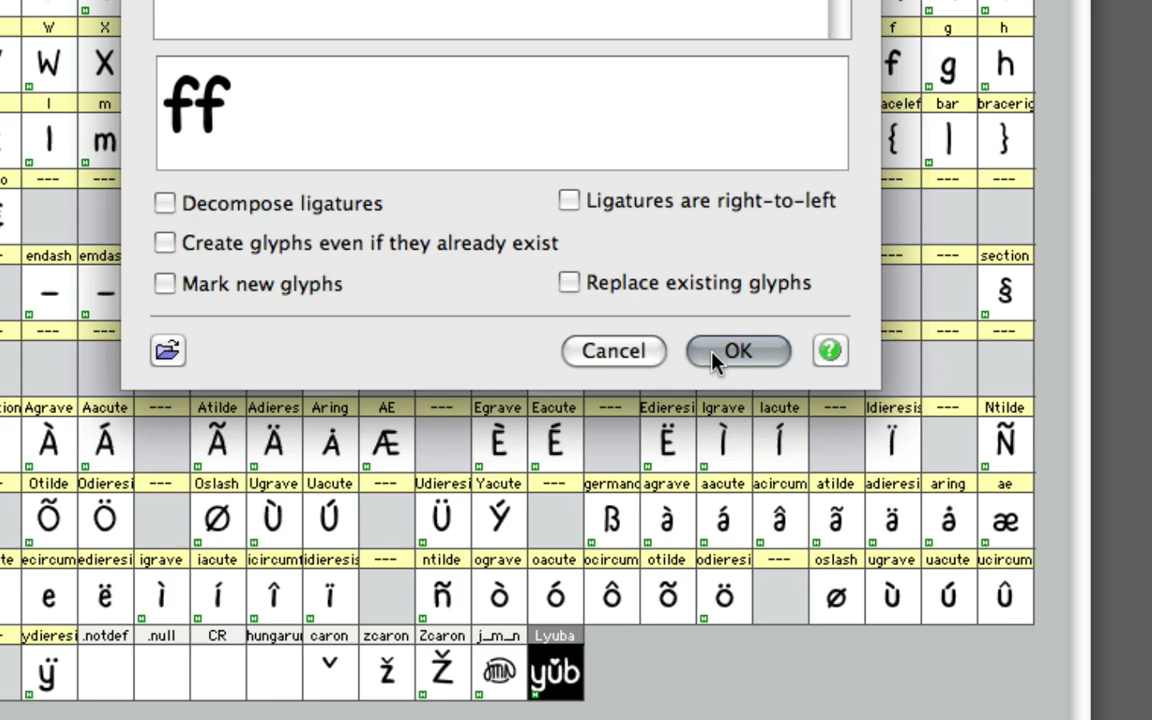 W X f g h
W X f g h
l m bar
l m { | }
--- --- --- --- ---
endash --- --- section
– – §
--- --- --- --- ---
ff
Decompose ligatures
Ligatures are right-to-left
Create glyphs even if they already exist
Mark new glyphs
Replace existing glyphs
Cancel OK ?
Agrave Aacute --- Atilde Adieres Aring AE --- Egrave Eacute --- Edieresi Igrave Iacute --- Idieresis --- Ntilde
À Á Ã Ä Å Æ È É Ë Ì Í Ï Ñ
Otilde Odieresi --- Oslash Ugrave Uacute --- Udieresi Yacute --- germand agrave aacute acircum atilde adieresi aring ae
Õ Ö Ø Ù Ú Ü Ý ß à á â ã ä å æ
ecircum edieresi igrave iacute icircumf idieresis --- ntilde ograve oacute ocircum otilde odieresi --- oslash ugrave uacute ucircum
e ë ì í î ï ñ ò ó ô õ ö ø ù ú û
ydieresi .notdef .null CR hungaru caron zcaron Zcaron j_m_n Lyuba
ÿ ˇ ž Ž yŭb